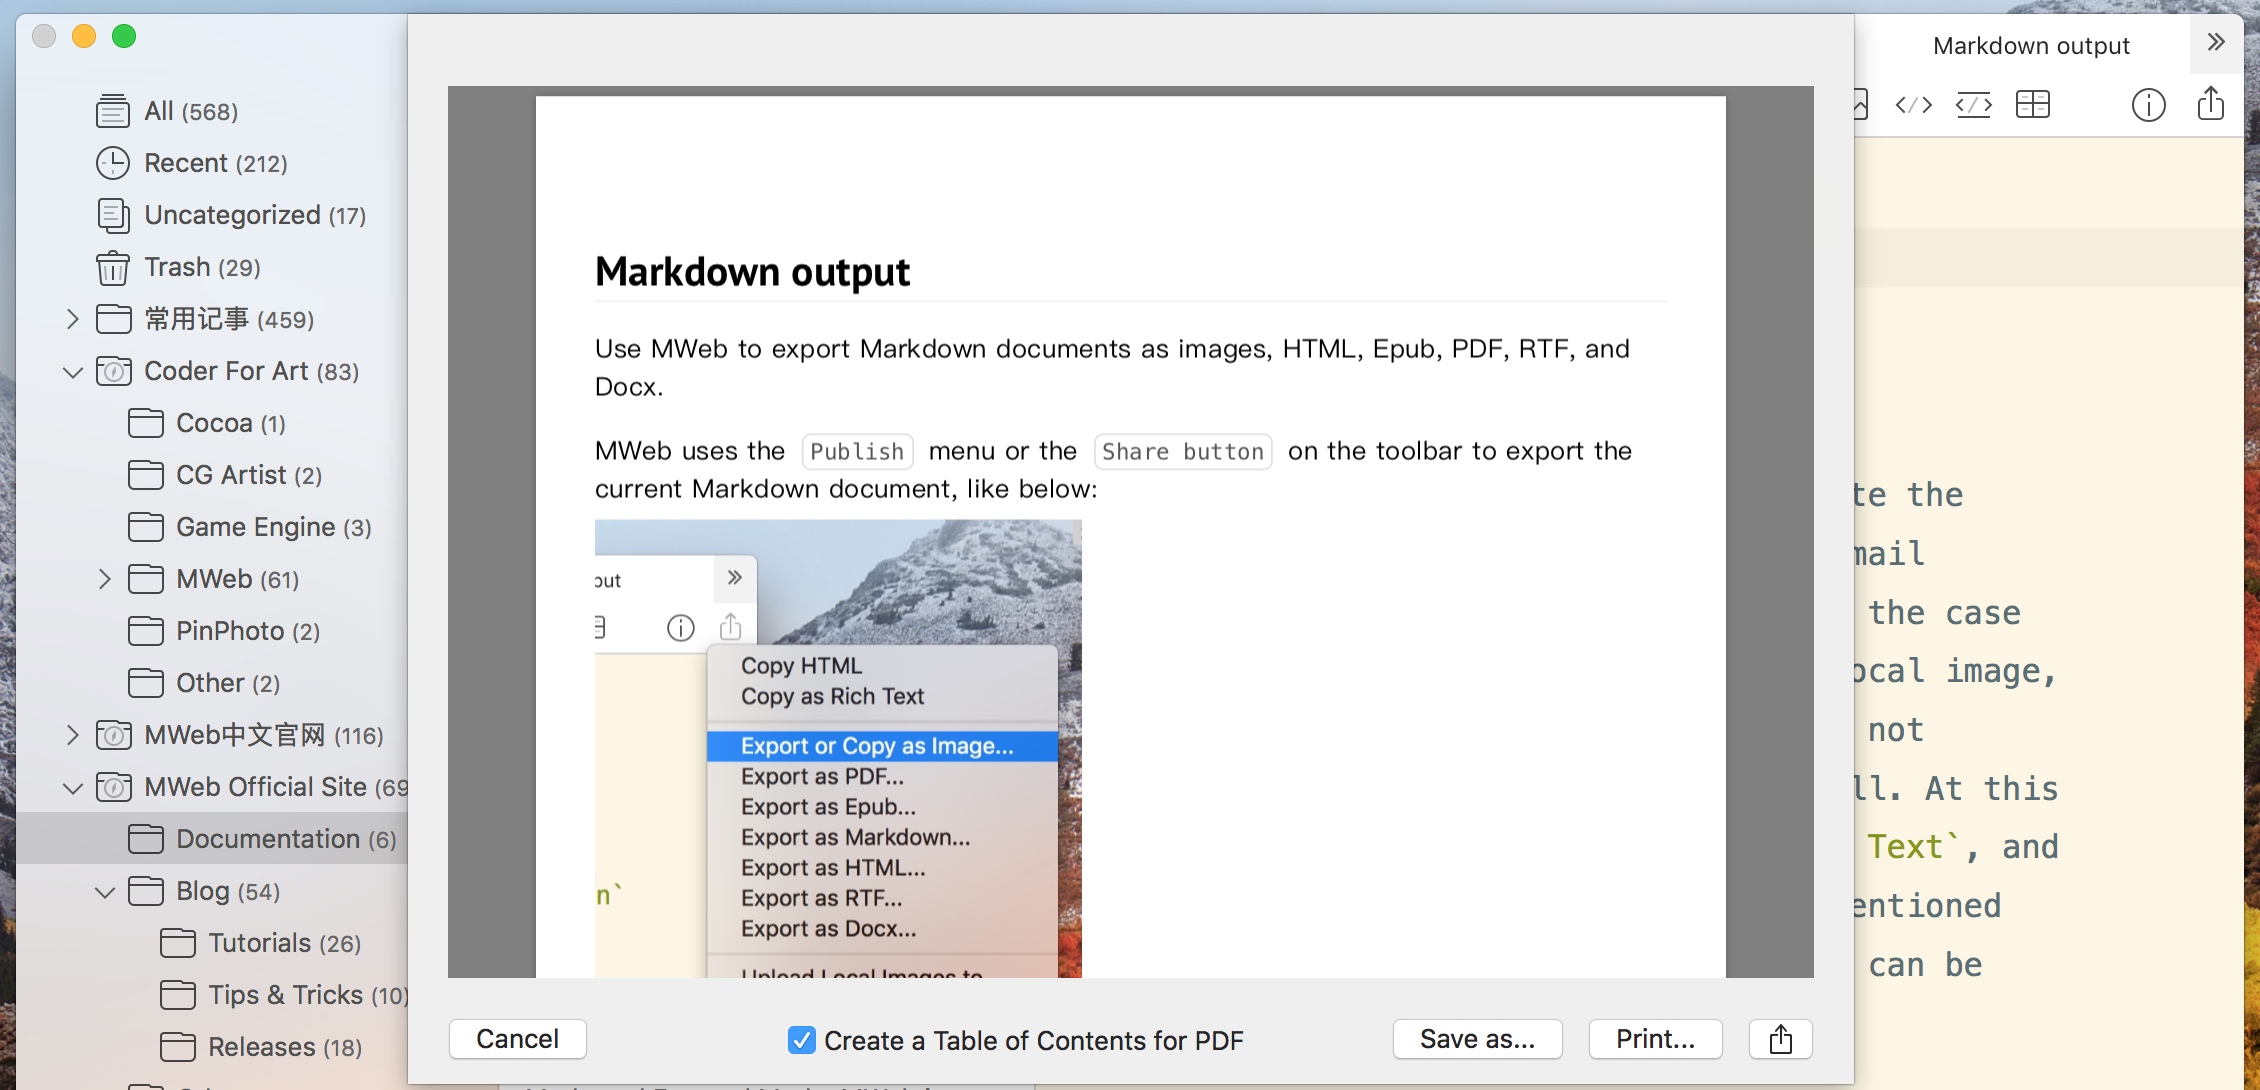 All (568)
Recent (212)
Uncategorized (17)
Trash (29)
常用记事 (459)
Coder For Art (83)
Cocoa (1)
CG Artist (2)
Game Engine (3)
MWeb (61)
PinPhoto (2)
Other (2)
MWeb中文官网 (116)
MWeb Official Site (69
Documentation (6)
Blog (54)
Tutorials (26)
Tips & Tricks (10)
Releases (18)
Markdown output
Use MWeb to export Markdown documents as images, HTML, Epub, PDF, RTF, and
Docx.
MWeb uses the Publish menu or the Share button on the toolbar to export the
current Markdown document, like below:
out
n`
Copy HTML
Copy as Rich Text
Export or Copy as Image...
Export as PDF...
Export as Epub...
Export as Markdown...
Export as HTML...
Export as RTF...
Export as Docx...
Upload Local Images to
Cancel
Create a Table of Contents for PDF
Save as...
Print...
Markdown output
te the
mail
the case
ocal image,
not
ll. At this
Text`, and
entioned
can be